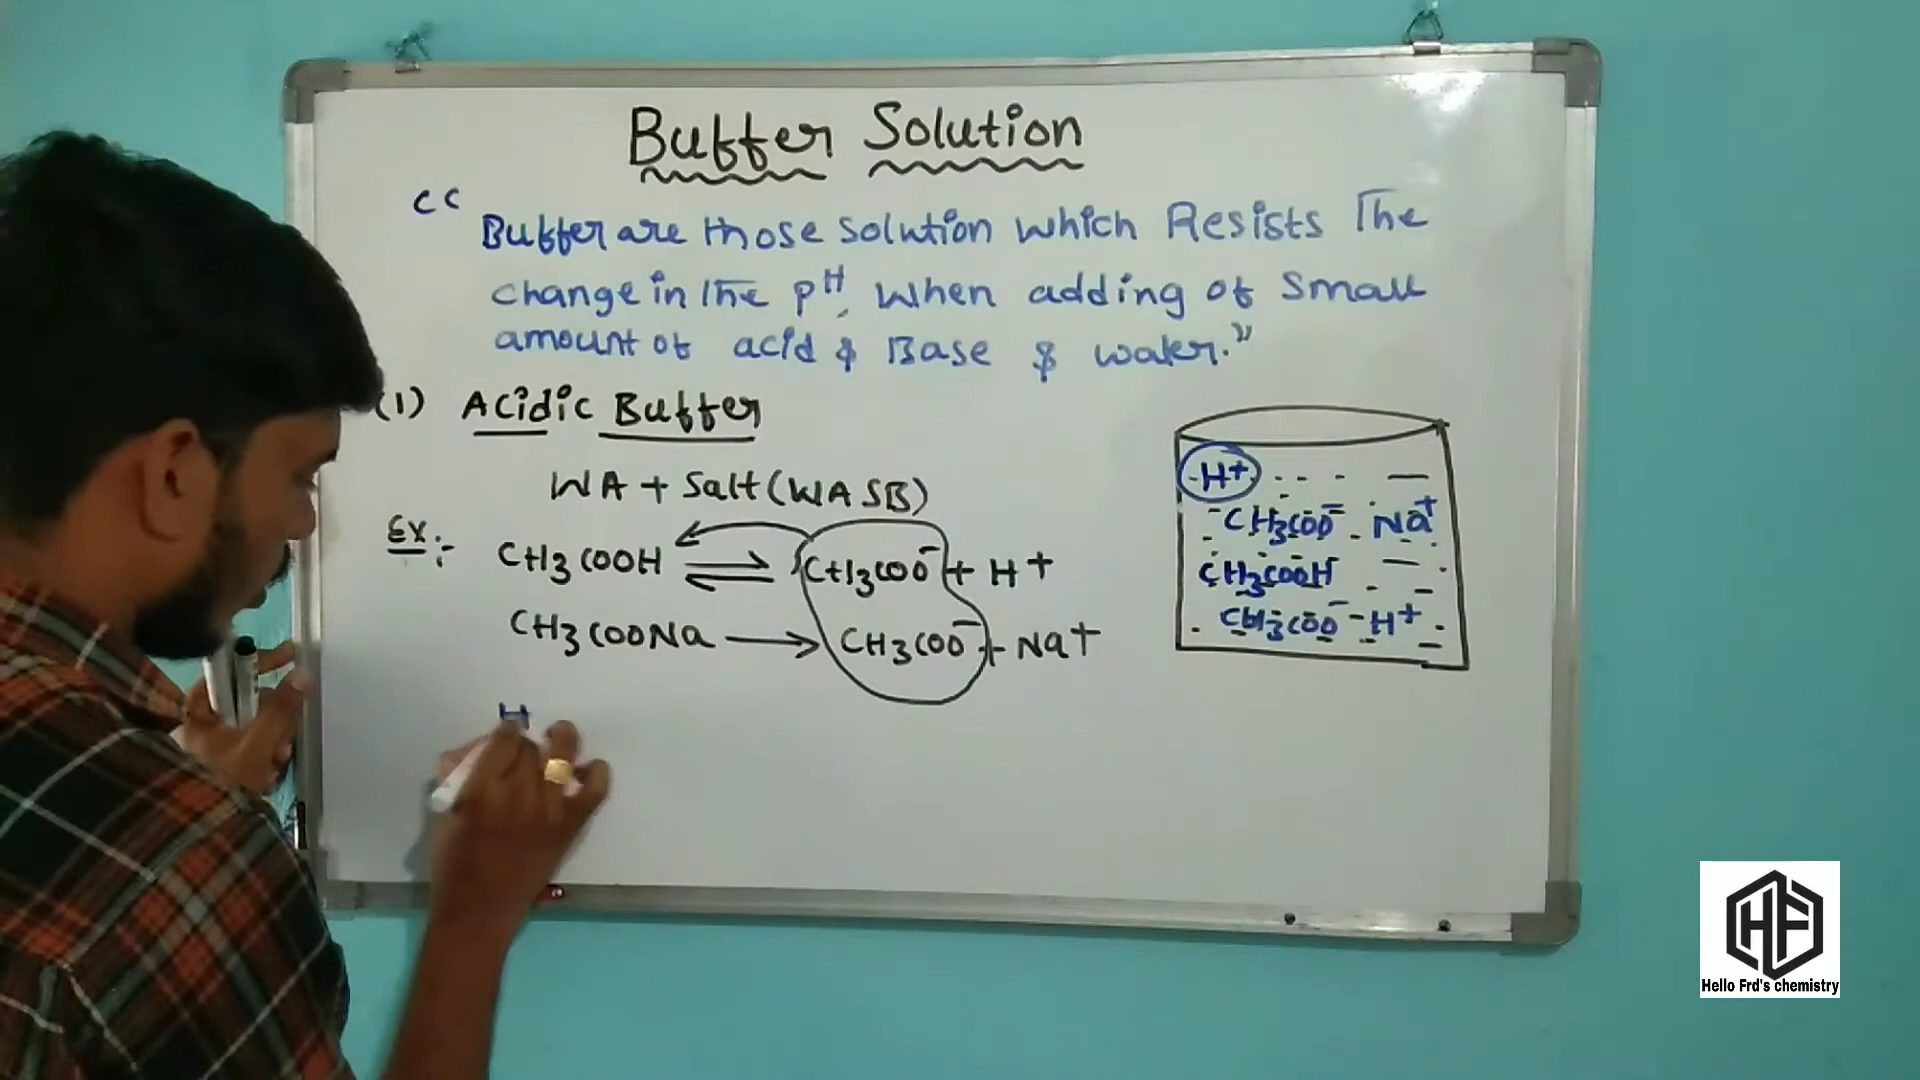 Buffer Solution
“ Buffer are those solution which Resists The
change in The pH, when adding of small
amount of acid & Base & water.”
(1) Acidic Buffer
WA + Salt (WASB)
Ex:- CH3COOH ⇌ CH3COO- + H+
CH3COONa → CH3COO- + Na+
H
H+
CH3COO- Na+
CH3COOH
CH3COO- H+
HF
Hello Frd's chemistry